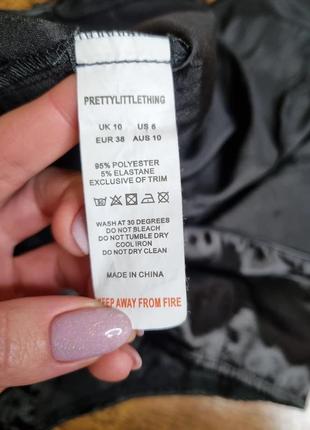 PRETTYLITTLETHING
UK 10 US 6
EUR 38 AUS 10
95% POLYESTER
5% ELASTANE
EXCLUSIVE OF TRIM
WASH AT 30 DEGREES
DO NOT BLEACH
DO NOT TUMBLE DRY
COOL IRON
DO NOT DRY CLEAN
MADE IN CHINA
KEEP AWAY FROM FIRE